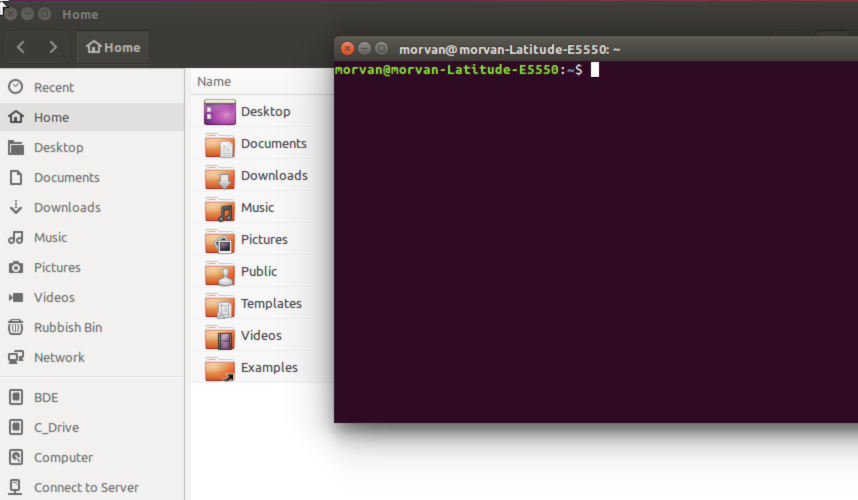 Home
Home
Recent
Home
Desktop
Documents
Downloads
Music
Pictures
Videos
Rubbish Bin
Network
BDE
C_Drive
Computer
Connect to Server
Name
Desktop
Documents
Downloads
Music
Pictures
Public
Templates
Videos
Examples
morvan@morvan-Latitude-E5550: ~
morvan@morvan-Latitude-E5550:~$